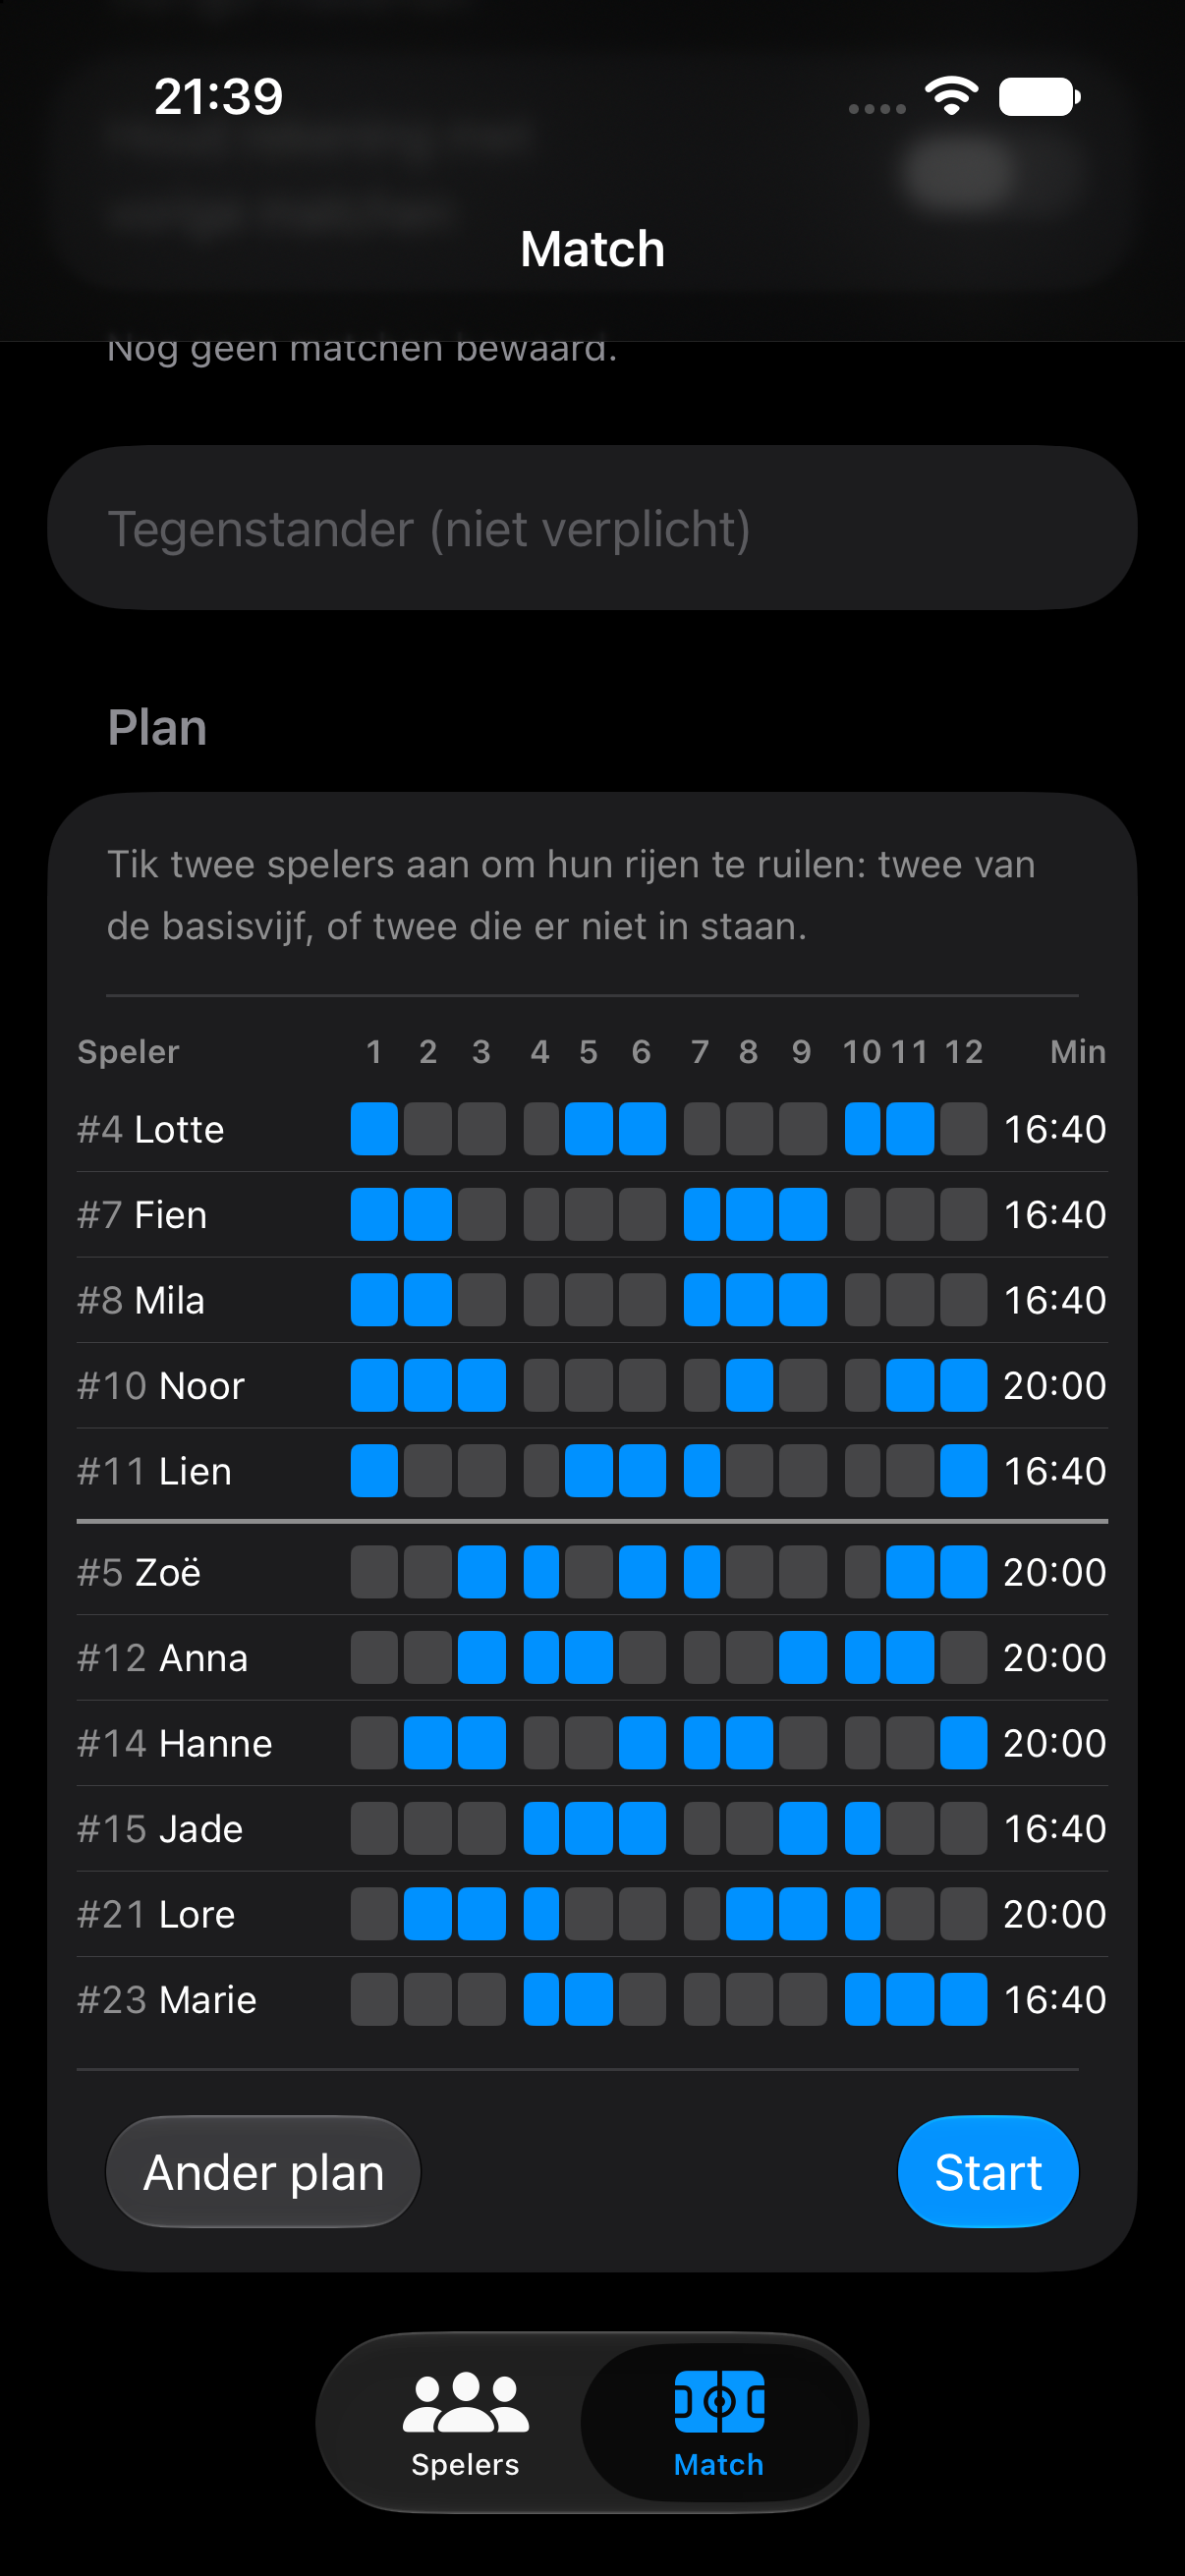 21:39
Match
Nog geen matchen bewaard.
Tegenstander (niet verplicht)
Plan
Tik twee spelers aan om hun rijen te ruilen: twee van
de basisvijf, of twee die er niet in staan.
Speler 1 2 3 4 5 6 7 8 9 10 11 12 Min
#4 Lotte 16:40
#7 Fien 16:40
#8 Mila 16:40
#10 Noor 20:00
#11 Lien 16:40
#5 Zoë 20:00
#12 Anna 20:00
#14 Hanne 20:00
#15 Jade 16:40
#21 Lore 20:00
#23 Marie 16:40
Ander plan Start
Spelers Match